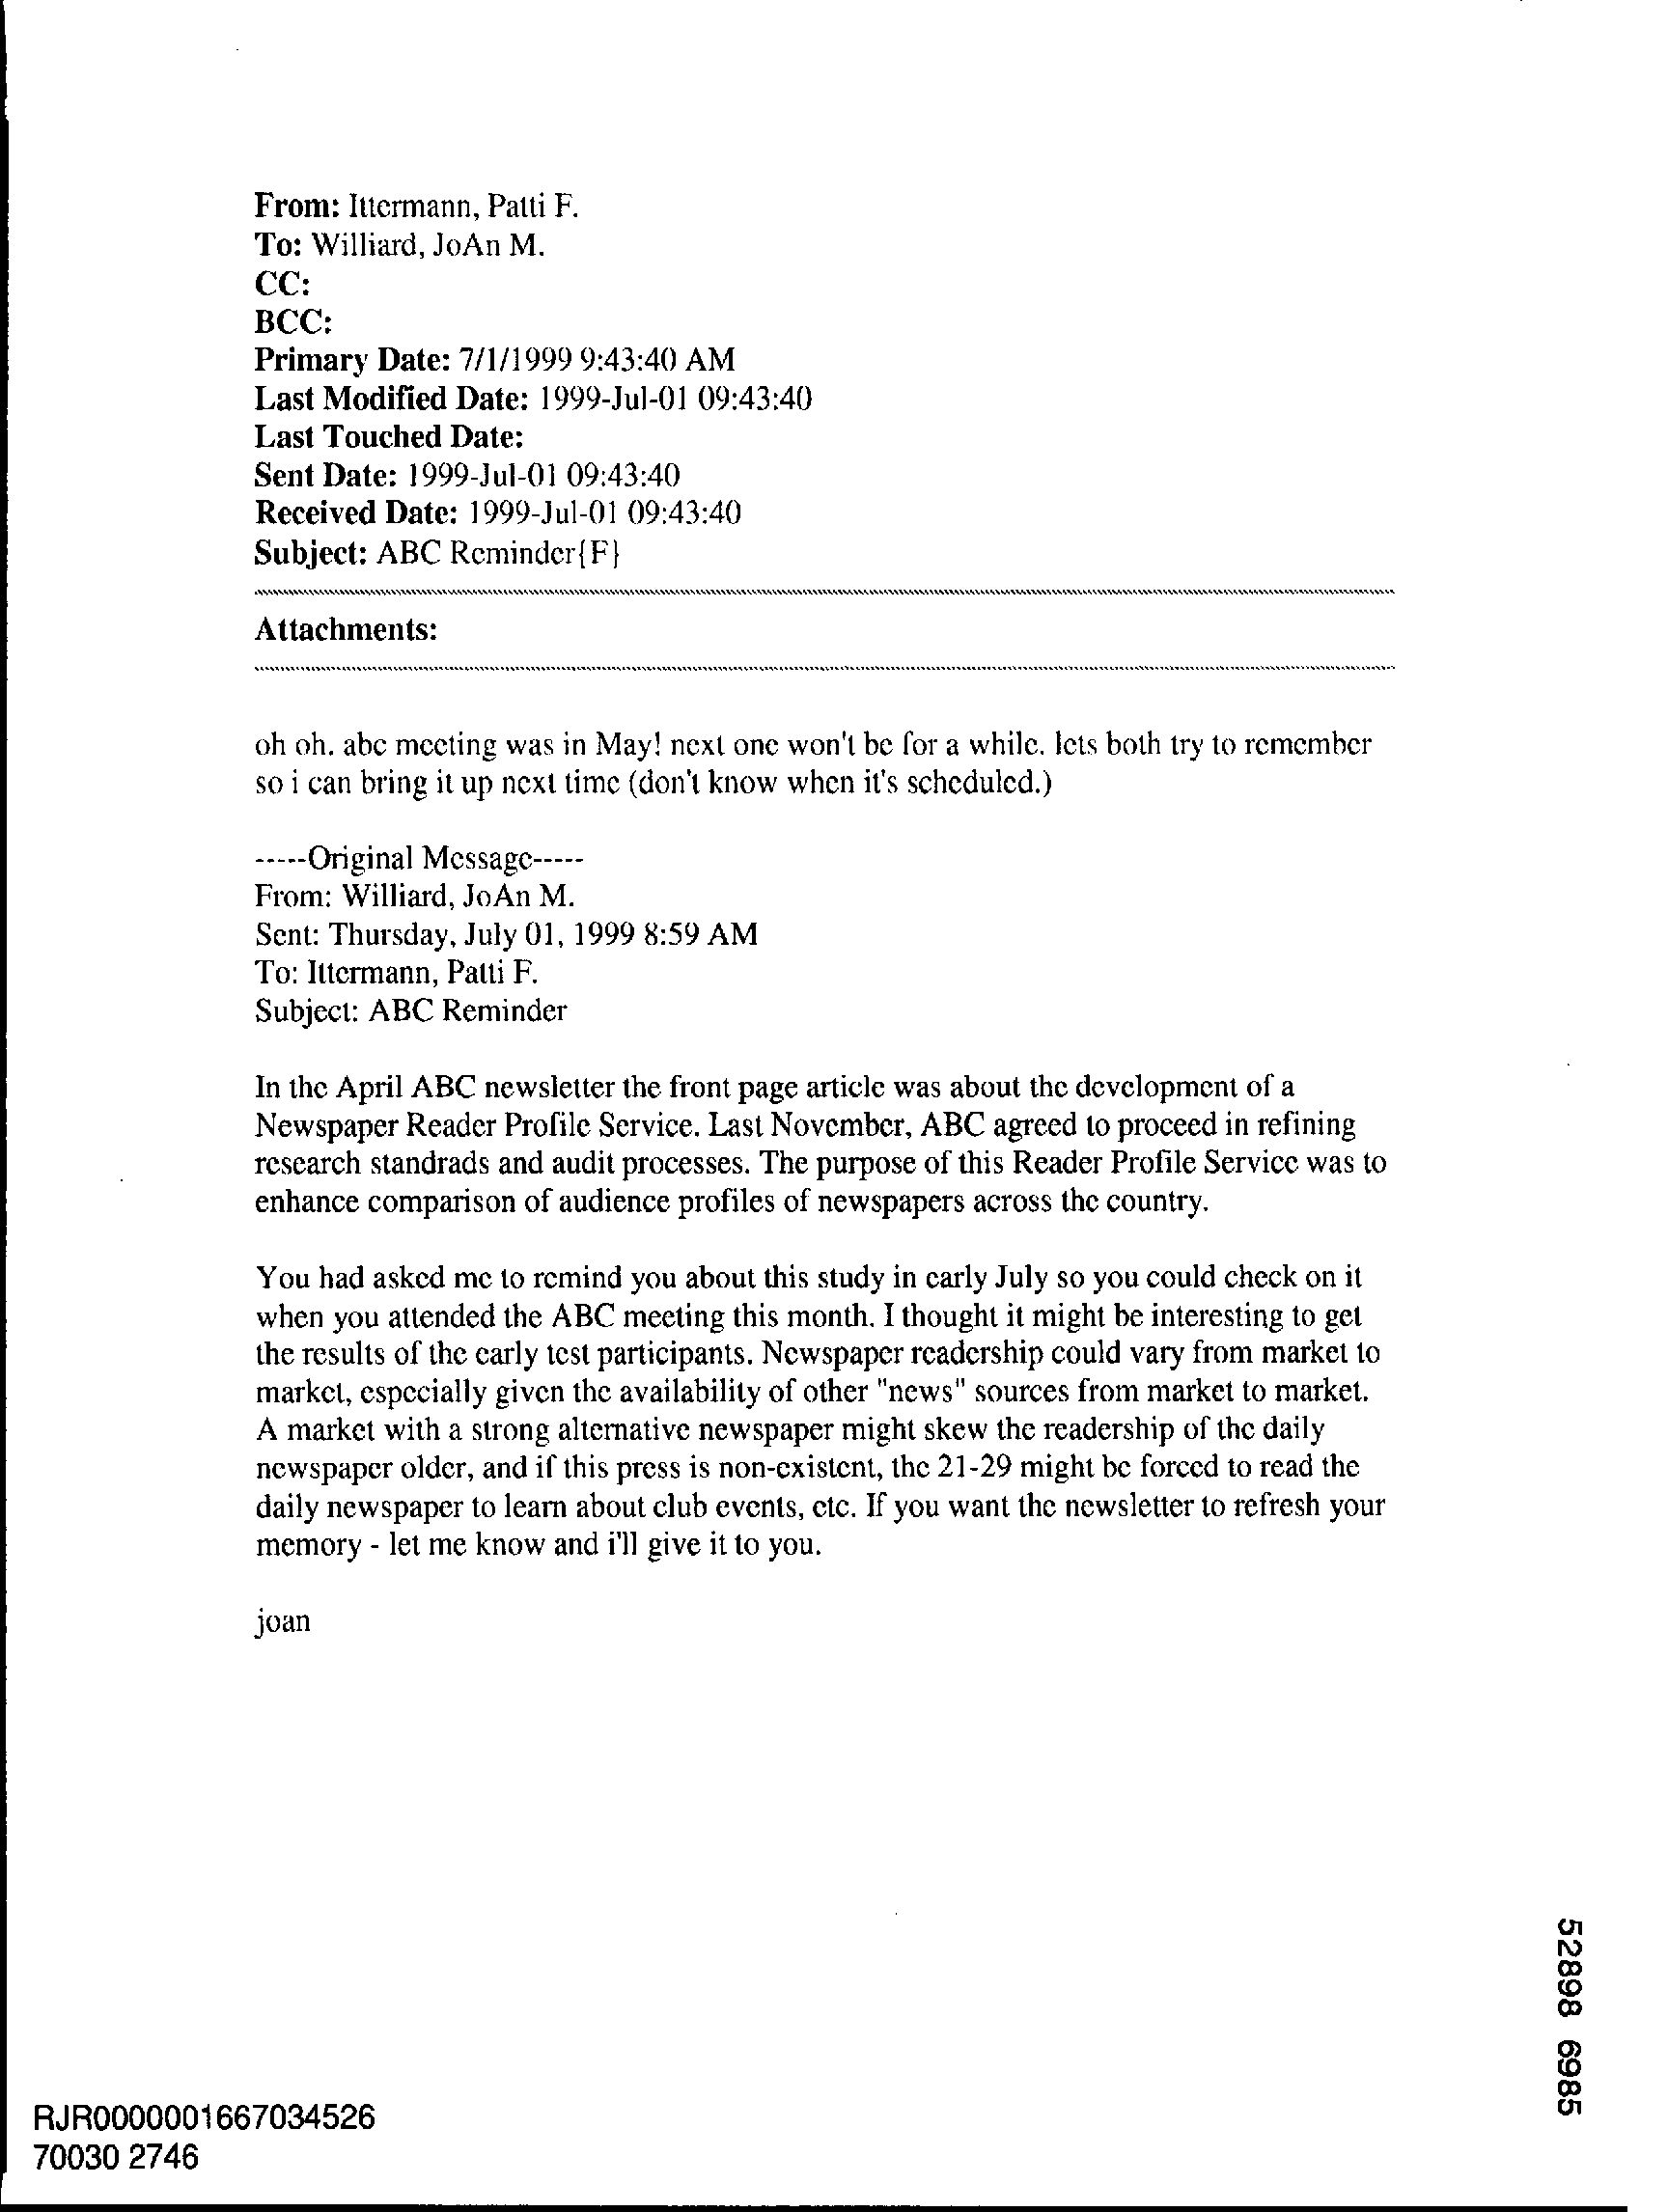 From: Ittermann, Patti F.
To: Williard, JoAn M.
CC:
BCC:
Primary Date: 7/1/1999 9:43:40 AM
Last Modified Date: 1999-Jul-01 09:43:40
Last Touched Date:
Sent Date: 1999-Jul-01 09:43:40
Received Date: 1999-Jul-01 09:43:40
Subject: ABC Reminder{F}
Attachments:
oh oh. abc meeting was in May! next one won't be for a while. lets both try to remember
so i can bring it up next time (don't know when it's scheduled.)
-----Original Message-----
From: Williard, JoAn M.
Sent: Thursday, July 01, 1999 8:59 AM
To: Ittermann, Patti F.
Subject: ABC Reminder
In the April ABC newsletter the front page article was about the development of a
Newspaper Reader Profile Service. Last November, ABC agreed to proceed in refining
research standrads and audit processes. The purpose of this Reader Profile Service was to
enhance comparison of audience profiles of newspapers across the country.
You had asked me to remind you about this study in early July so you could check on it
when you attended the ABC meeting this month. I thought it might be interesting to get
the results of the early test participants. Newspaper readership could vary from market to
market, especially given the availability of other "news" sources from market to market.
A market with a strong alternative newspaper might skew the readership of the daily
newspaper older, and if this press is non-existent, the 21-29 might be forced to read the
daily newspaper to learn about club events, etc. If you want the newsletter to refresh your
memory - let me know and i'll give it to you.
joan
52898 6985
RJR0000001667034526
70030 2746